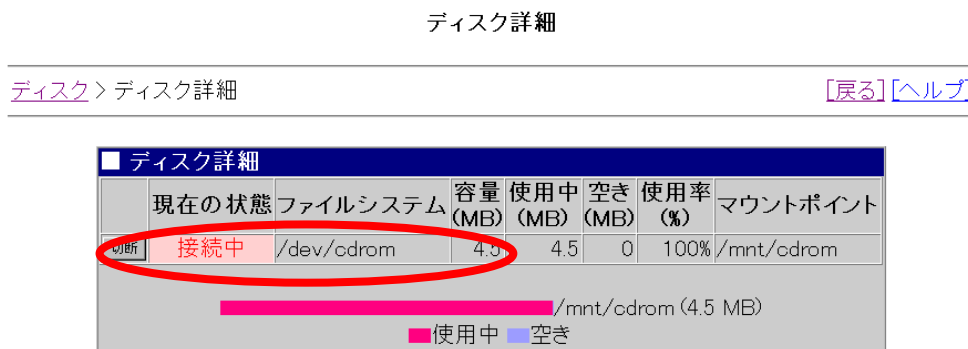 ディスク詳細
ディスク > ディスク詳細 [戻る] [ヘルプ]
■ ディスク詳細
現在の状態 ファイルシステム 容量(MB) 使用中(MB) 空き(MB) 使用率(%) マウントポイント
切断 接続中 /dev/cdrom 4.5 4.5 0 100% /mnt/cdrom
/mnt/cdrom (4.5 MB)
使用中 空き